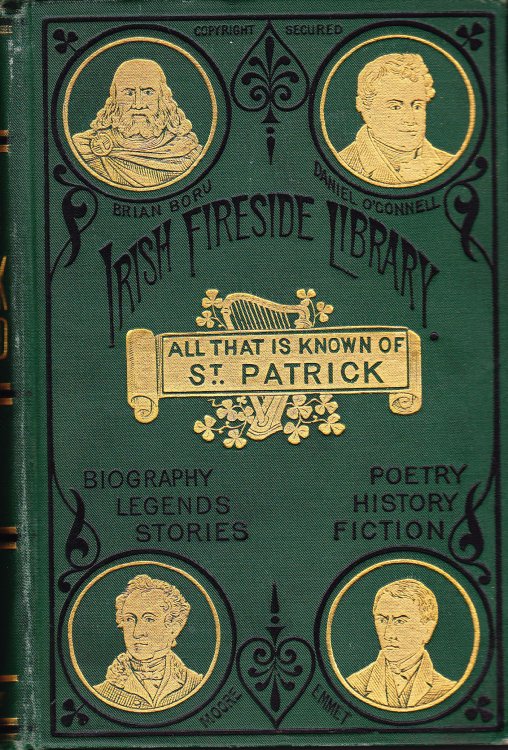 COPYRIGHT SECURED
BRIAN BORU
DANIEL O'CONNELL
IRISH FIRESIDE LIBRARY.
ALL THAT IS KNOWN OF
ST. PATRICK
BIOGRAPHY
LEGENDS
STORIES
POETRY
HISTORY
FICTION
MOORE
EMMET